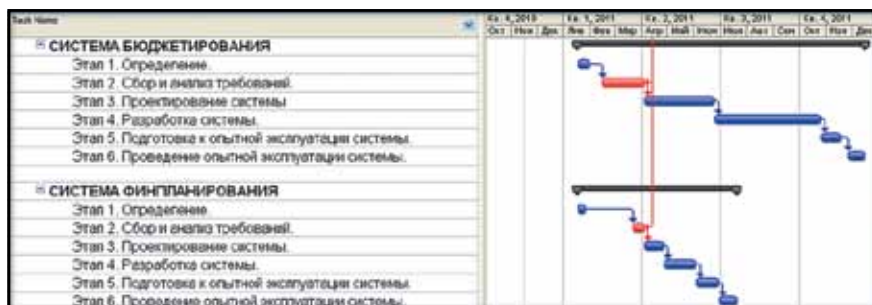 Task Name
Кв. 4, 2010 Кв. 1, 2011 Кв. 2, 2011 Кв. 3, 2011 Кв. 4, 2011
Окт Ноя Дек Янв Фев Мар Апр Май Июн Июл Авг Сен Окт Ноя Дек
СИСТЕМА БЮДЖЕТИРОВАНИЯ
Этап 1. Определение.
Этап 2. Сбор и анализ требований.
Этап 3. Проектирование системы
Этап 4. Разработка системы.
Этап 5. Подготовка к опытной эксплуатации системы.
Этап 6. Проведение опытной эксплуатации системы.
СИСТЕМА ФИНПЛАНИРОВАНИЯ
Этап 1. Определение.
Этап 2. Сбор и анализ требований.
Этап 3. Проектирование системы.
Этап 4. Разработка системы.
Этап 5. Подготовка к опытной эксплуатации системы.
Этап 6. Проведение опытной эксплуатации системы.